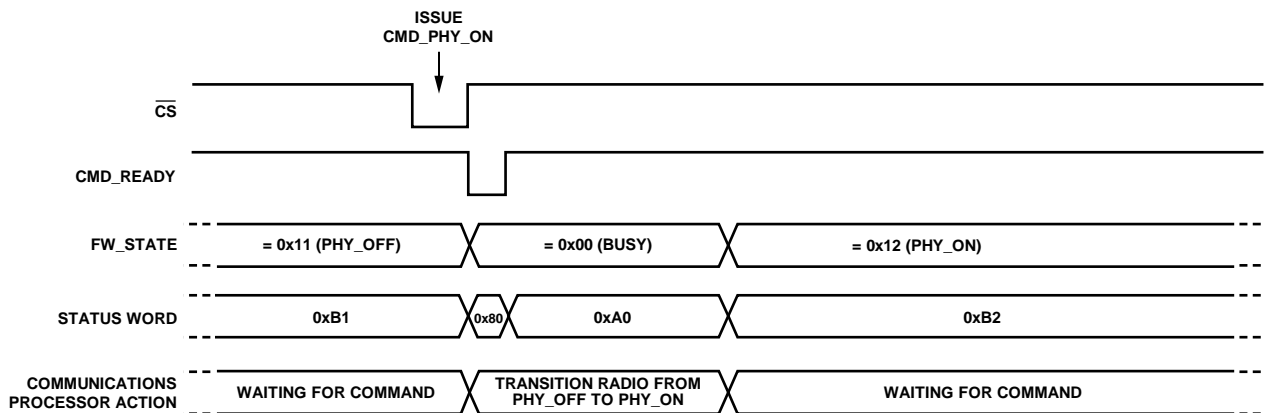 ISSUE
CMD_PHY_ON
CS
CMD_READY
FW_STATE
= 0x11 (PHY_OFF)
= 0x00 (BUSY)
= 0x12 (PHY_ON)
STATUS WORD
0xB1
0x80
0xA0
0xB2
COMMUNICATIONS
PROCESSOR ACTION
WAITING FOR COMMAND
TRANSITION RADIO FROM
PHY_OFF TO PHY_ON
WAITING FOR COMMAND